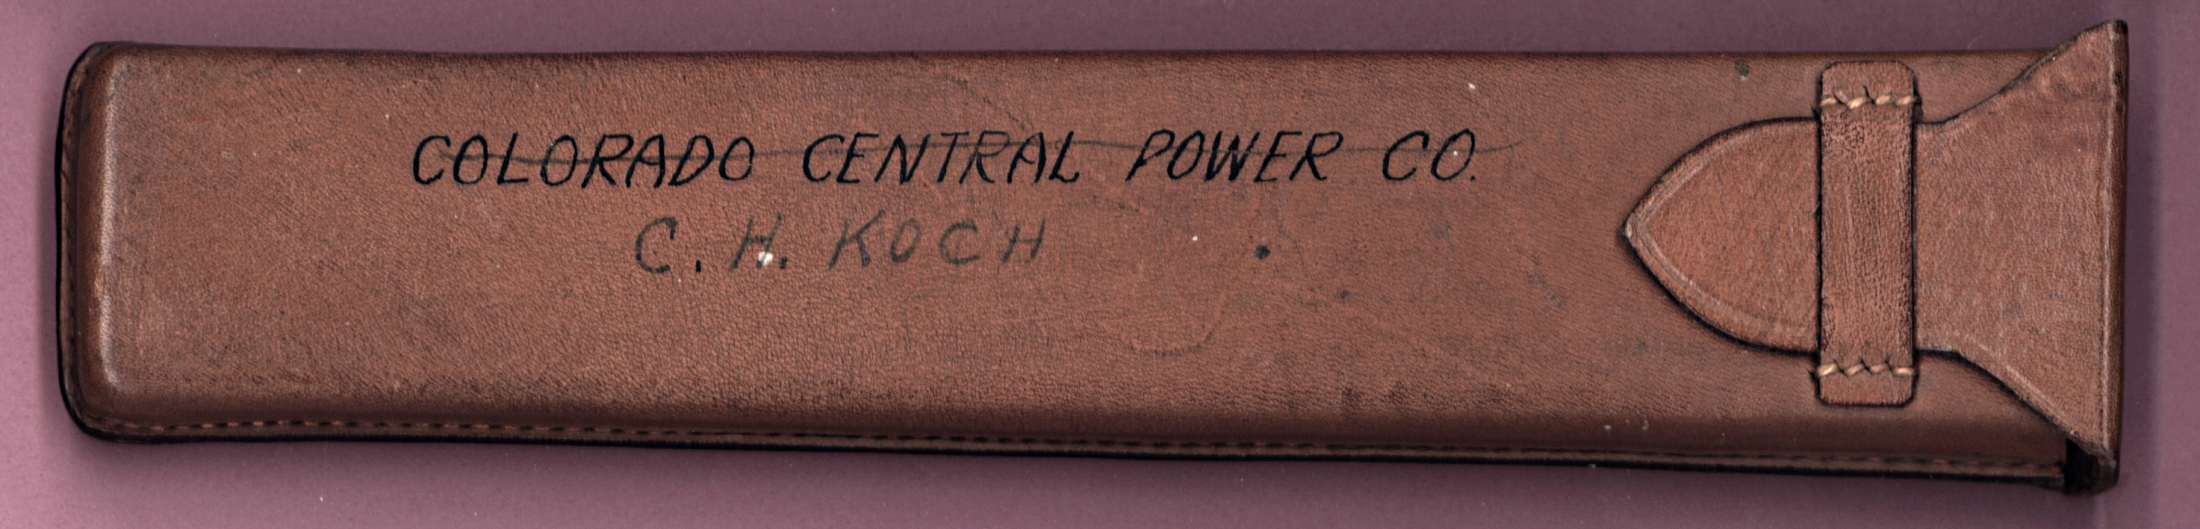 COLORADO CENTRAL POWER CO.
C. H. KOCH